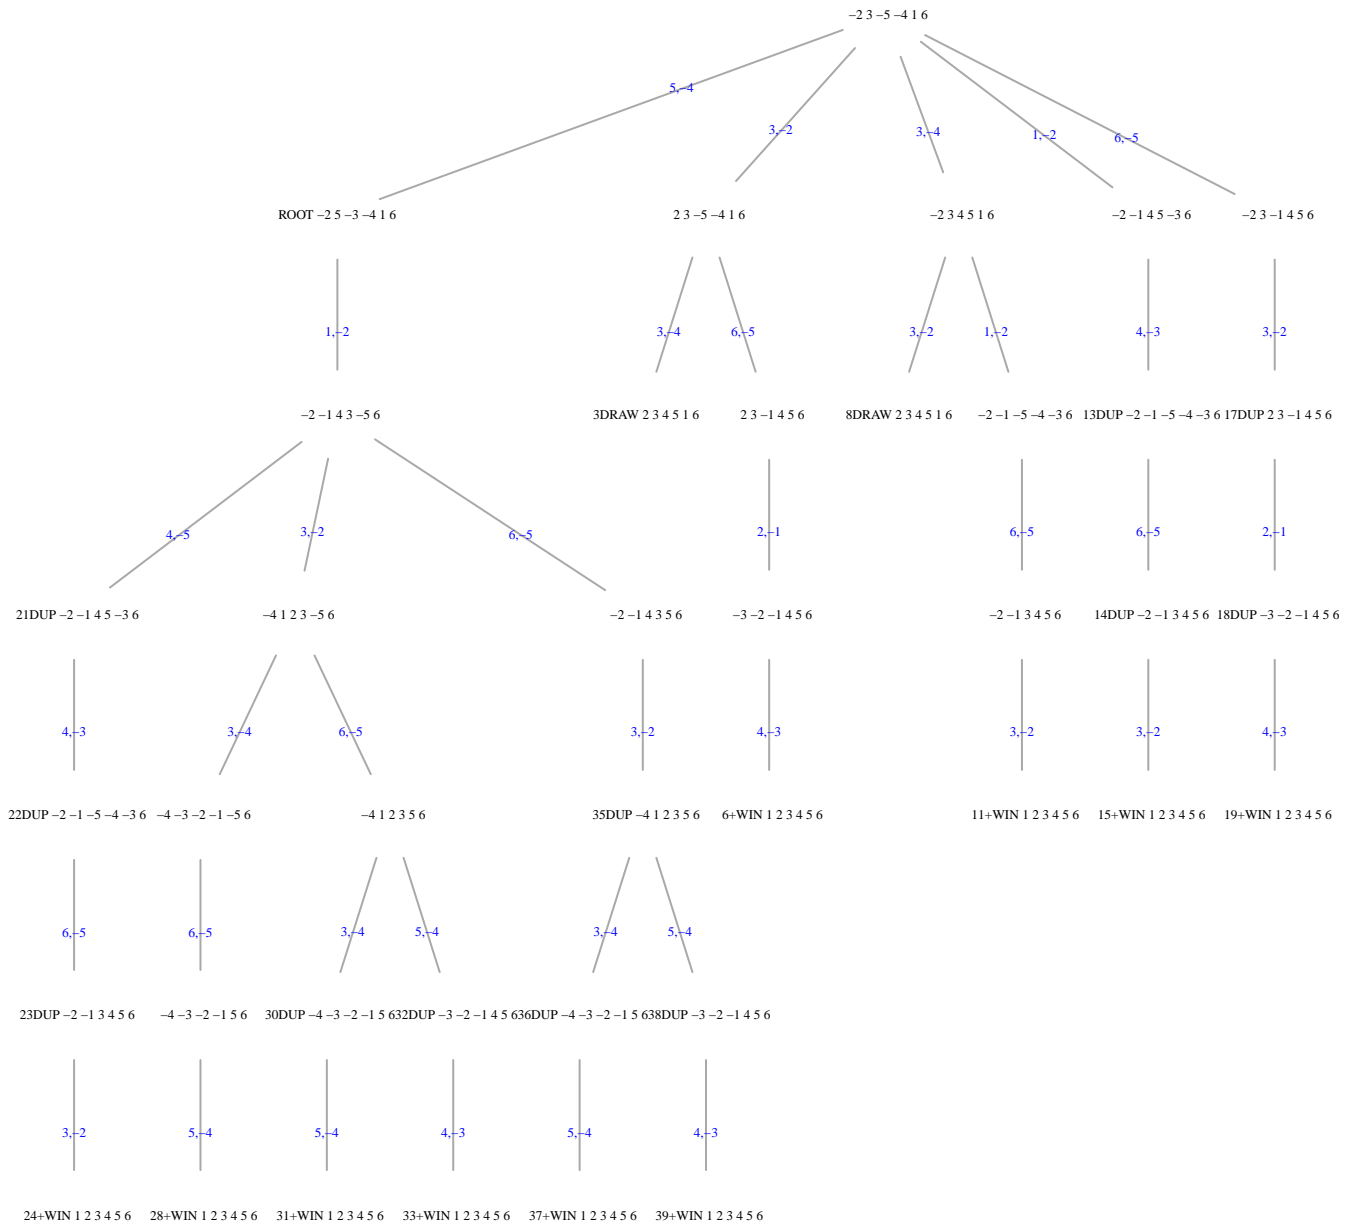 −2 3 −5 −4 1 6
5,−4
3,−2
3,−4
1,−2
6,−5
ROOT −2 5 −3 −4 1 6
2 3 −5 −4 1 6
−2 3 4 5 1 6
−2 −1 4 5 −3 6
−2 3 −1 4 5 6
1,−2
3,−4
6,−5
3,−2
1,−2
4,−3
3,−2
−2 −1 4 3 −5 6
3DRAW 2 3 4 5 1 6
2 3 −1 4 5 6
8DRAW 2 3 4 5 1 6
−2 −1 −5 −4 −3 6
13DUP −2 −1 −5 −4 −3 6
17DUP 2 3 −1 4 5 6
4,−5
3,−2
6,−5
2,−1
6,−5
6,−5
2,−1
21DUP −2 −1 4 5 −3 6
−4 1 2 3 −5 6
−2 −1 4 3 5 6
−3 −2 −1 4 5 6
−2 −1 3 4 5 6
14DUP −2 −1 3 4 5 6
18DUP −3 −2 −1 4 5 6
4,−3
3,−4
6,−5
3,−2
4,−3
3,−2
3,−2
4,−3
22DUP −2 −1 −5 −4 −3 6
−4 −3 −2 −1 −5 6
−4 1 2 3 5 6
35DUP −4 1 2 3 5 6
6+WIN 1 2 3 4 5 6
11+WIN 1 2 3 4 5 6
15+WIN 1 2 3 4 5 6
19+WIN 1 2 3 4 5 6
6,−5
6,−5
3,−4
5,−4
3,−4
5,−4
23DUP −2 −1 3 4 5 6
−4 −3 −2 −1 5 6
30DUP −4 −3 −2 −1 5 6
32DUP −3 −2 −1 4 5 6
36DUP −4 −3 −2 −1 5 6
38DUP −3 −2 −1 4 5 6
3,−2
5,−4
5,−4
4,−3
5,−4
4,−3
24+WIN 1 2 3 4 5 6
28+WIN 1 2 3 4 5 6
31+WIN 1 2 3 4 5 6
33+WIN 1 2 3 4 5 6
37+WIN 1 2 3 4 5 6
39+WIN 1 2 3 4 5 6